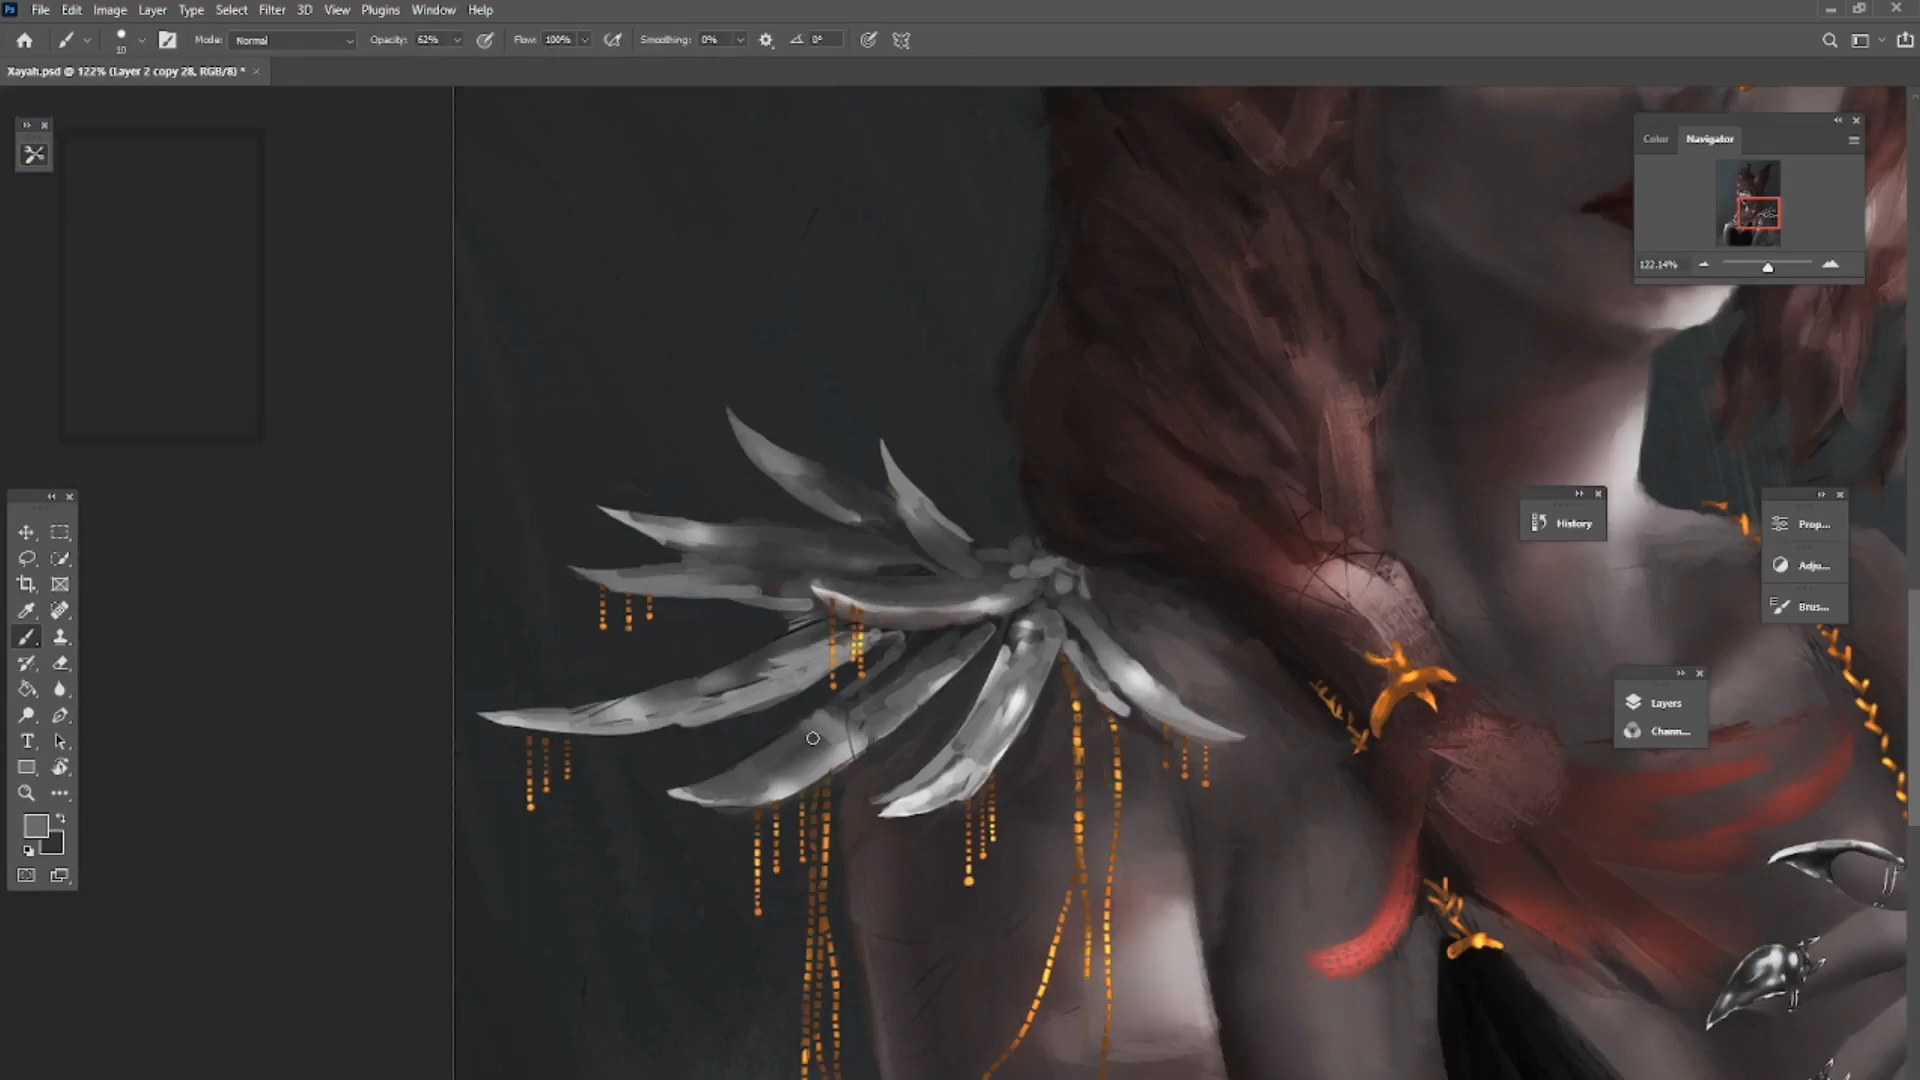 Ps File Edit Image Layer Type Select Filter 3D View Plugins Window Help
10 Mode: Normal Opacity: 62% Flow: 100% Smoothing: 0% 0°
Xayah.psd @ 122% (Layer 2 copy 28, RGB/8) *
Color Navigator
122.14%
History
Prop...
Adju...
Brus...
Layers
Chann...